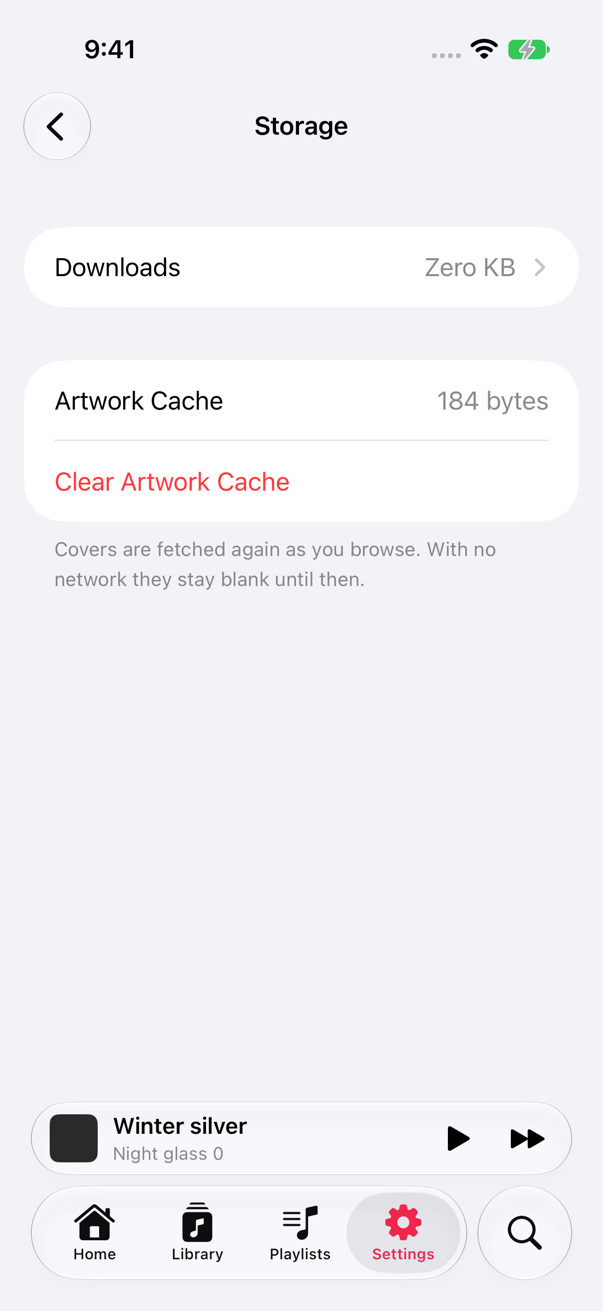 9:41
Storage
Downloads Zero KB
Artwork Cache 184 bytes
Clear Artwork Cache
Covers are fetched again as you browse. With no
network they stay blank until then.
Winter silver
Night glass 0
Home Library Playlists Settings